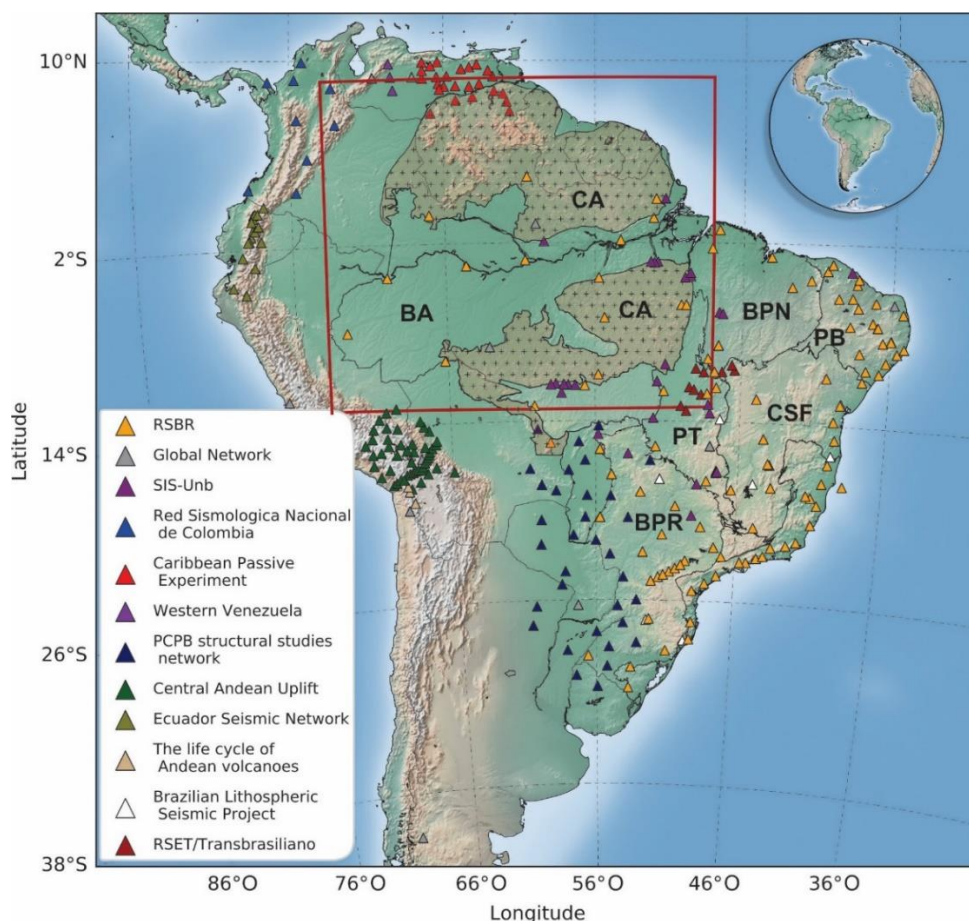 10°N
2°S
14°S
26°S
38°S
Latitude
CA
CA
BA
BPN
PB
CSF
PT
BPR
RSBR
Global Network
SIS-Unb
Red Sismologica Nacional
de Colombia
Caribbean Passive
Experiment
Western Venezuela
PCPB structural studies
network
Central Andean Uplift
Ecuador Seismic Network
The life cycle of
Andean volcanoes
Brazilian Lithospheric
Seismic Project
RSET/Transbrasiliano
86°O 76°O 66°O 56°O 46°O 36°O
Longitude